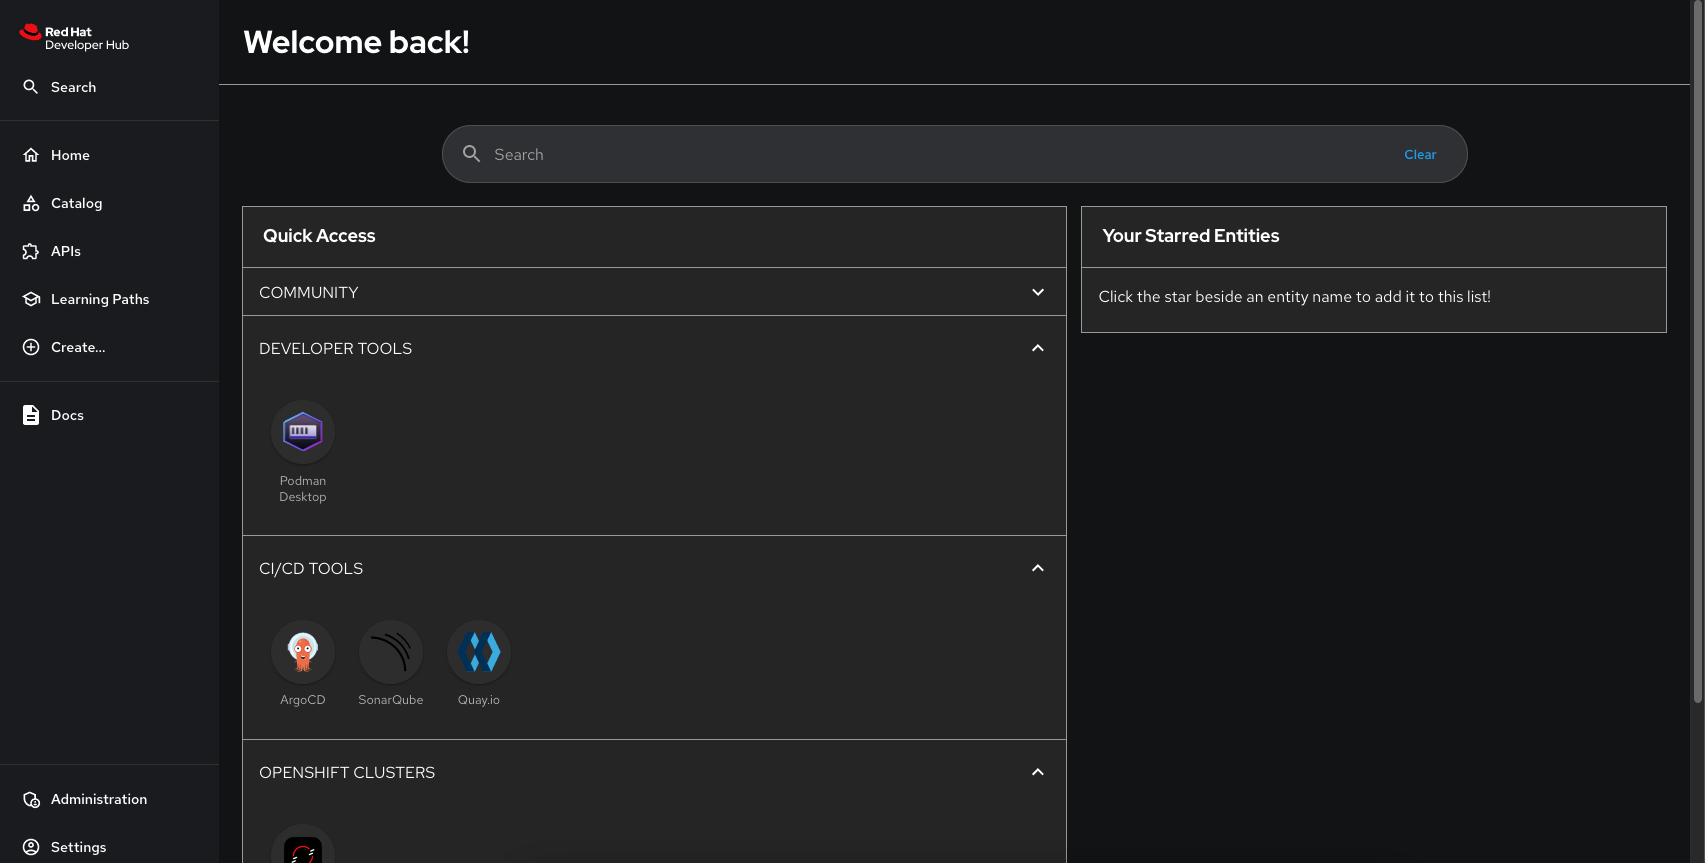 Red Hat
Developer Hub
Search
Home
Catalog
APIs
Learning Paths
Create...
Docs
Administration
Settings
Welcome back!
Search
Clear
Quick Access
COMMUNITY
DEVELOPER TOOLS
Podman
Desktop
CI/CD TOOLS
ArgoCD
SonarQube
Quay.io
OPENSHIFT CLUSTERS
Your Starred Entities
Click the star beside an entity name to add it to this list!